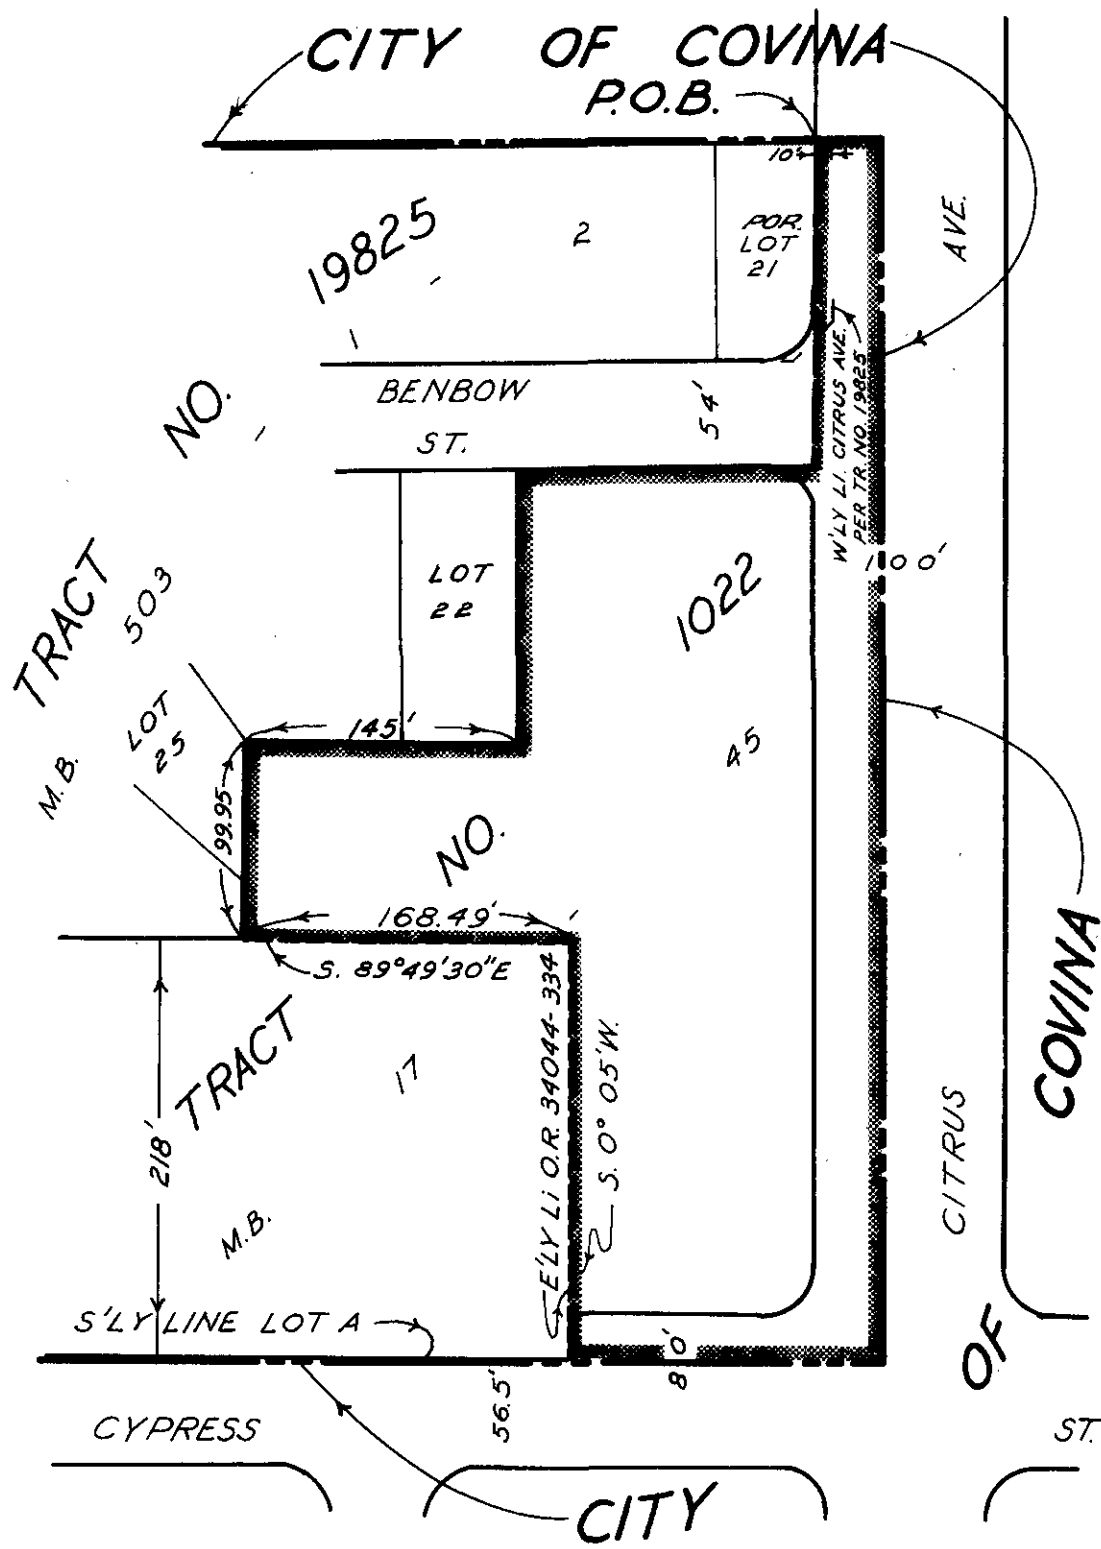 CITY OF COVINA
P.O.B.
10'
19825
2
POR.
LOT
21
AVE.
W'LY LI. CITRUS AVE.
PER TR. NO. 19825
BENBOW
ST.
54'
NO.
TRACT
503
LOT
22
1022
100'
LOT
25
M.B.
145'
45
99.95
NO.
168.49'
S. 89°49'30"E
E'LY Li O.R. 34044-334
S. 0° 05' W.
TRACT
17
218'
M.B.
COVINA
CITRUS
S'LY LINE LOT A
80'
56.5'
OF
CYPRESS
ST.
CITY